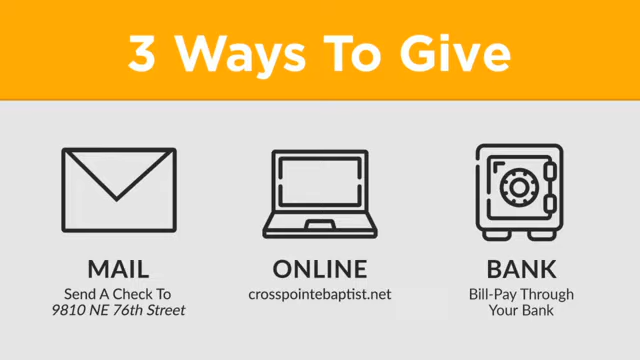 3 Ways To Give
MAIL
Send A Check To
9810 NE 76th Street
ONLINE
crosspointebaptist.net
BANK
Bill-Pay Through
Your Bank